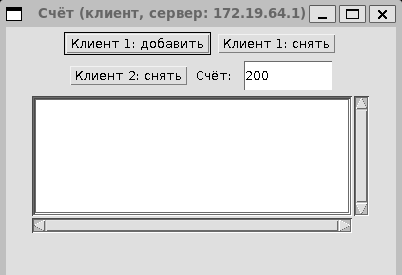 Счёт (клиент, сервер: 172.19.64.1)
Клиент 1: добавить Клиент 1: снять
Клиент 2: снять Счёт: 200